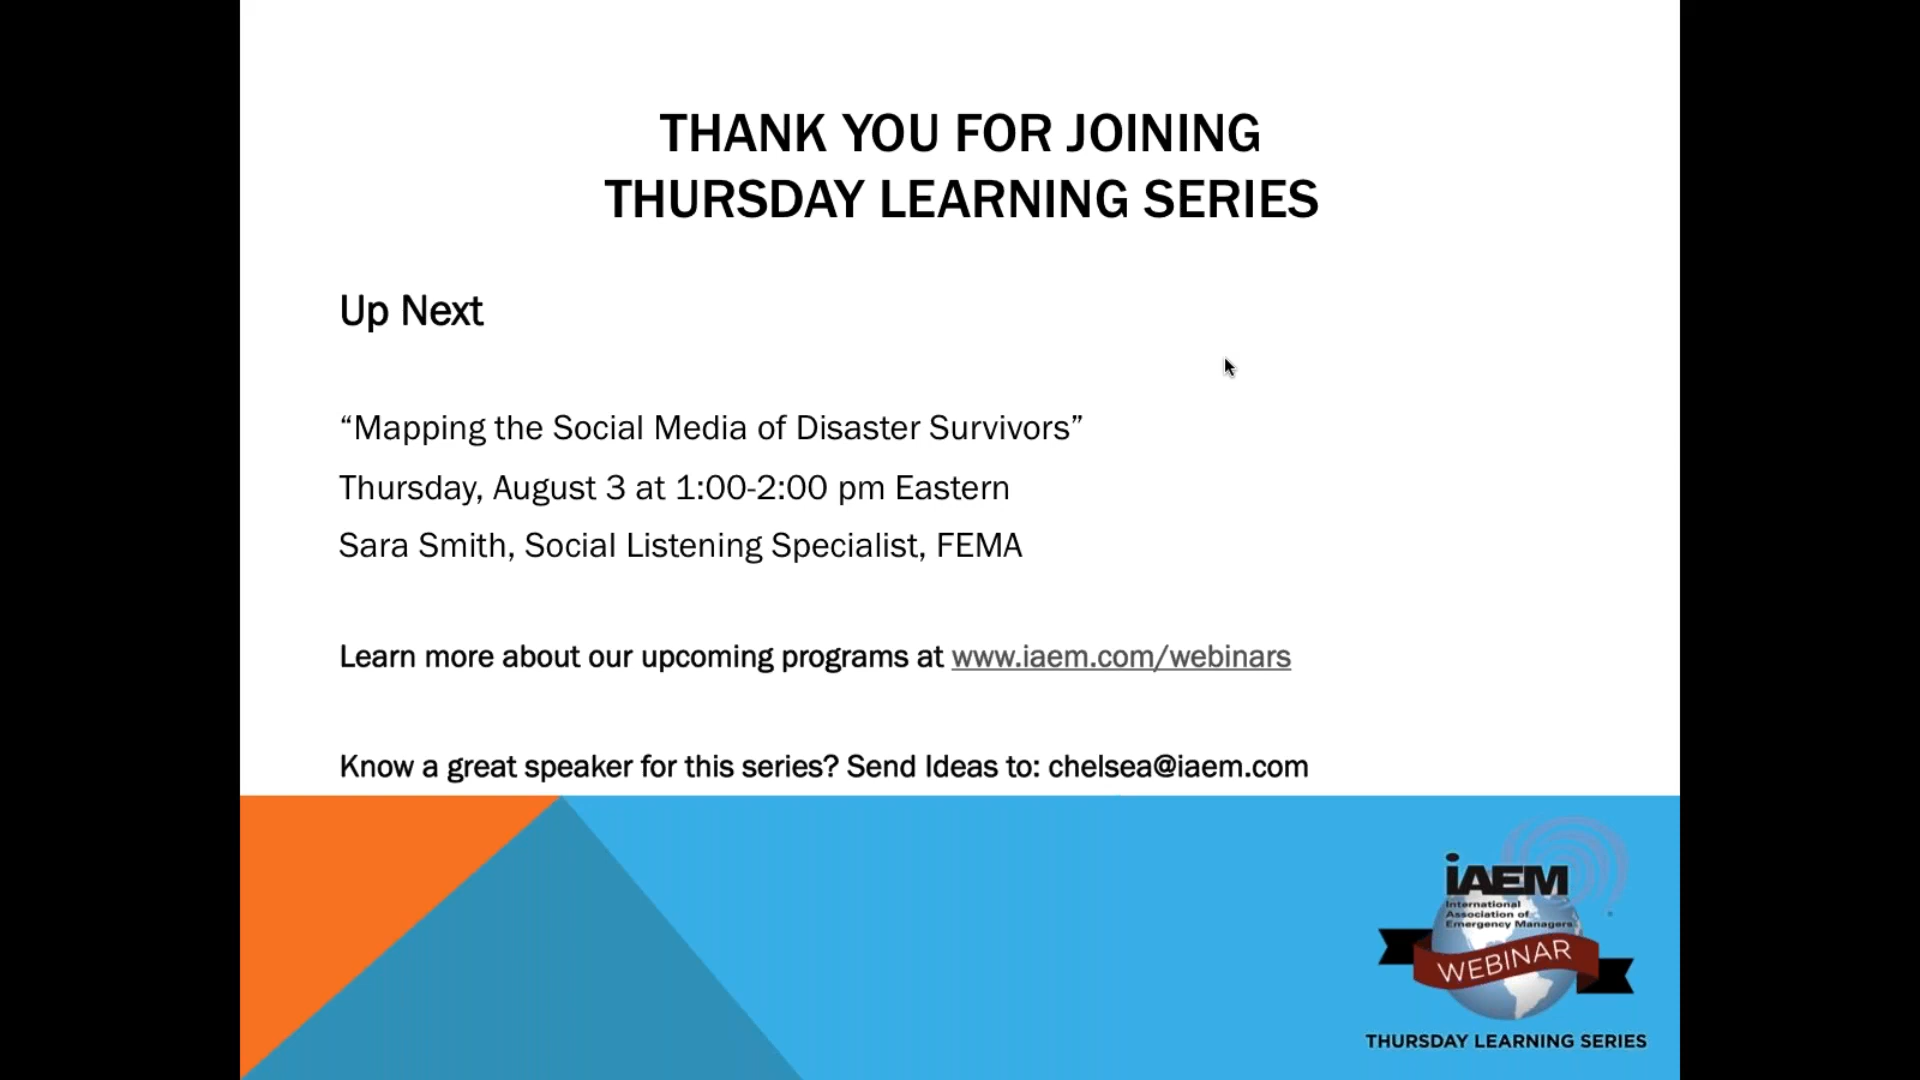 THANK YOU FOR JOINING
THURSDAY LEARNING SERIES
Up Next
“Mapping the Social Media of Disaster Survivors”
Thursday, August 3 at 1:00-2:00 pm Eastern
Sara Smith, Social Listening Specialist, FEMA
Learn more about our upcoming programs at www.iaem.com/webinars
Know a great speaker for this series? Send Ideas to: chelsea@iaem.com
iAEM
International
Association of
Emergency Managers
WEBINAR
THURSDAY LEARNING SERIES